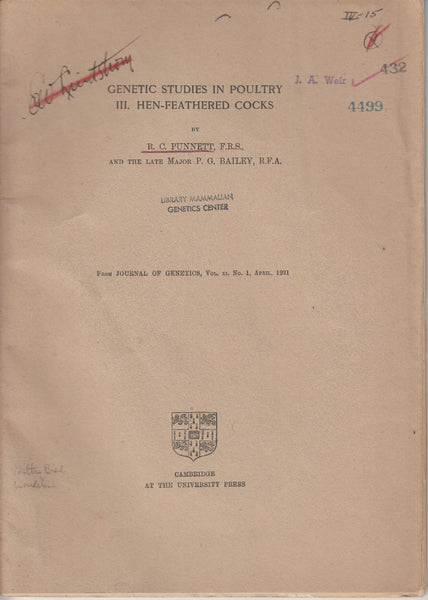 IV-15
EW Lindstrom
J. A. Weir
432
4499
GENETIC STUDIES IN POULTRY
III. HEN-FEATHERED COCKS
BY
R. C. PUNNETT, F.R.S.,
AND THE LATE MAJOR P. G. BAILEY, R.F.A.
LIBRARY MAMMALIAN
GENETICS CENTER
FROM JOURNAL OF GENETICS, VOL. XI. No. 1, APRIL, 1921
CAMBRIDGE
AT THE UNIVERSITY PRESS